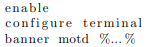 enable
configure terminal
banner motd %...%